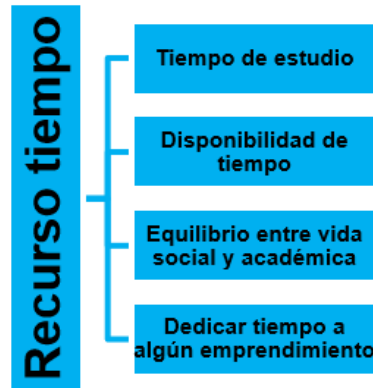 Recurso tiempo
Tiempo de estudio
Disponibilidad de
tiempo
Equilibrio entre vida
social y académica
Dedicar tiempo a
algún emprendimiento